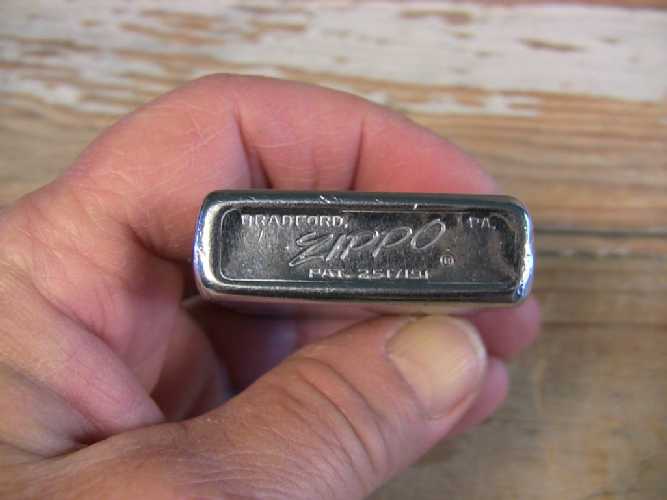 BRADFORD, PA.
ZIPPO ®
PAT. 2517191